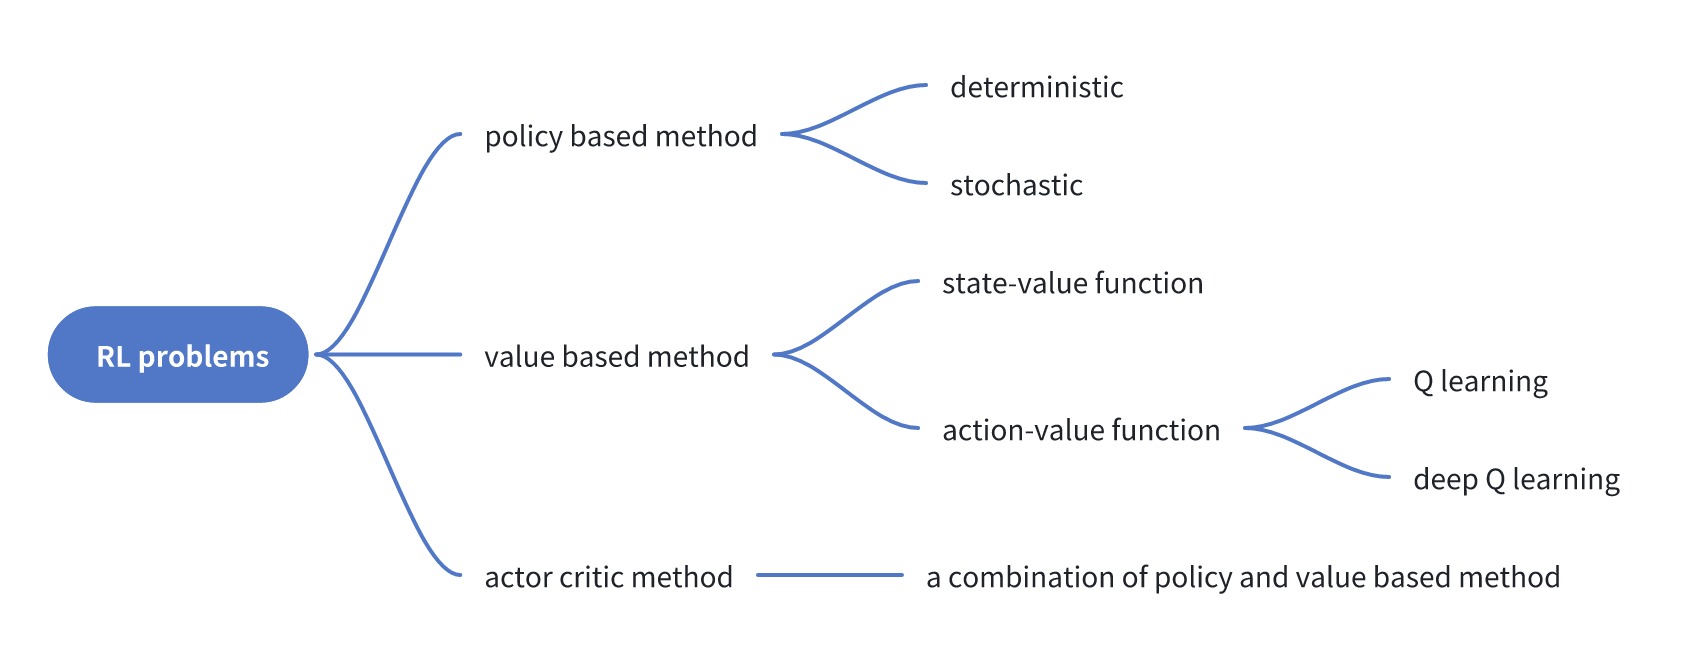 RL problems
policy based method
deterministic
stochastic
value based method
state-value function
action-value function
Q learning
deep Q learning
actor critic method
a combination of policy and value based method